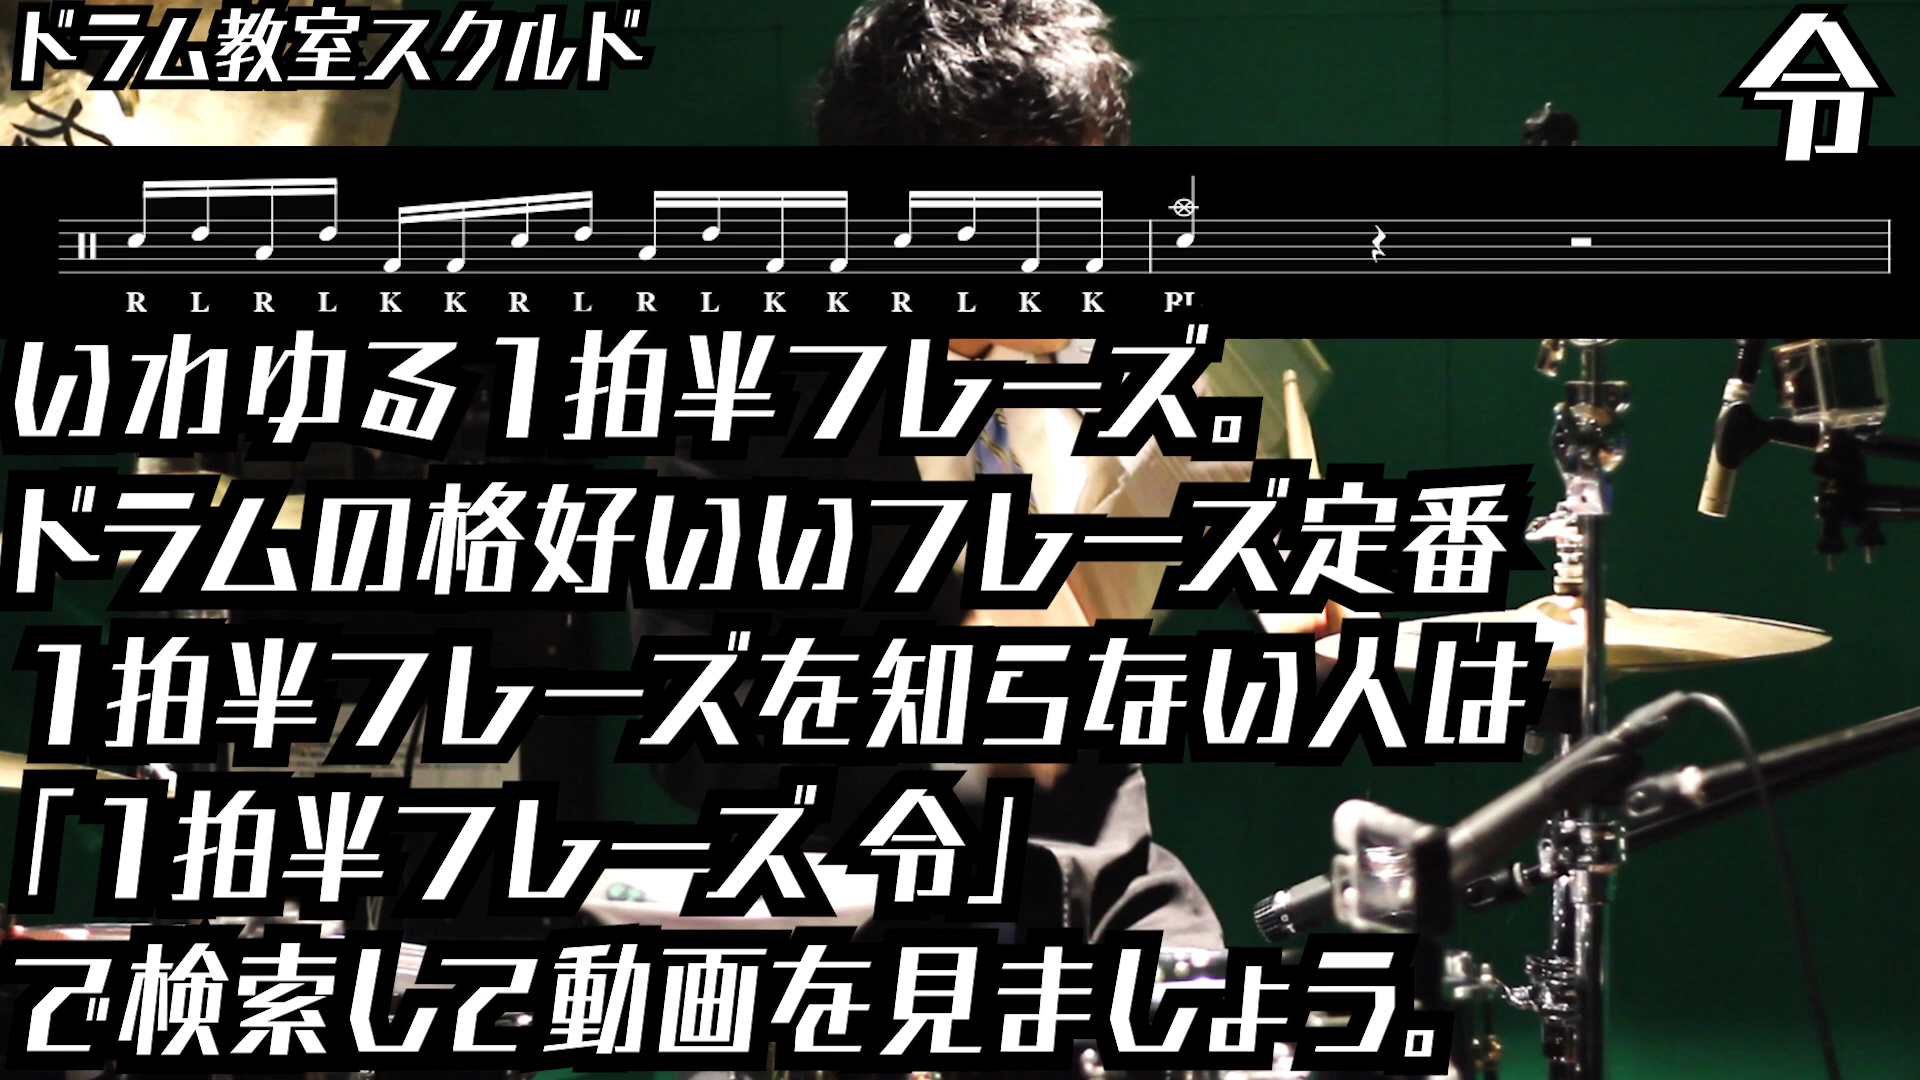 ドラム教室スクルド
令
R L R L K K R L R L K K R L K K
いわゆる1拍半フレーズ。
ドラムの格好いいフレーズ定番
1拍半フレーズを知らない人は
「1拍半フレーズ 令」
で検索して動画を見ましょう。